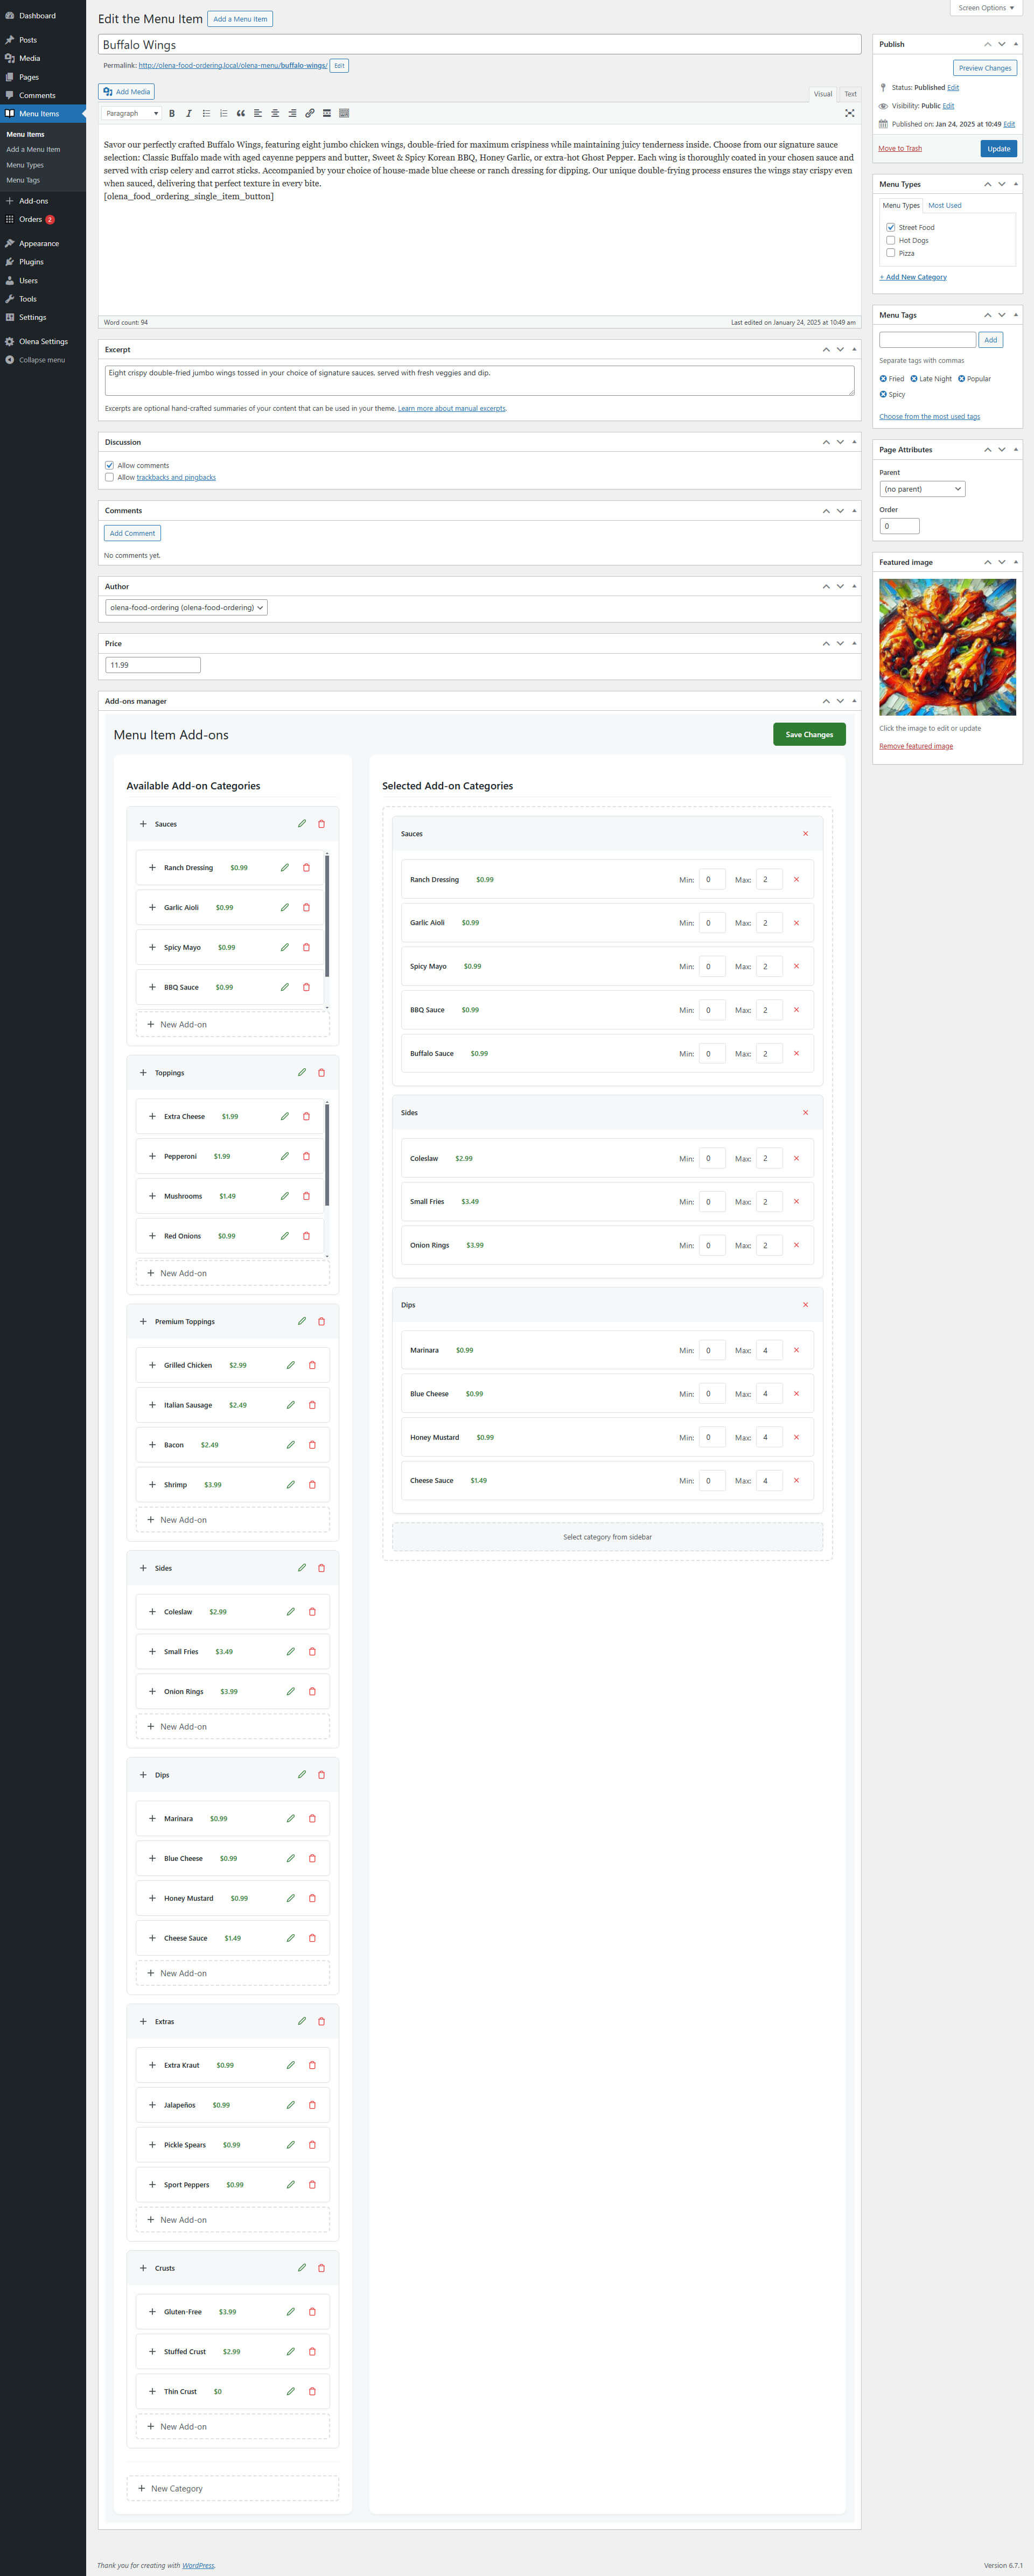 Dashboard
Posts
Media
Pages
Comments
Menu Items
Menu Items
Add a Menu Item
Menu Types
Menu Tags
Add-ons
Orders 2
Appearance
Plugins
Users
Tools
Settings
Olena Settings
Collapse menu
Screen Options
Edit the Menu Item Add a Menu Item
Buffalo Wings
Permalink: http://olena-food-ordering.local/olena-menu/buffalo-wings/ Edit
Add Media
Visual Text
Paragraph
Savor our perfectly crafted Buffalo Wings, featuring eight jumbo chicken wings, double-fried for maximum crispiness while maintaining juicy tenderness inside. Choose from our signature sauce
selection: Classic Buffalo made with aged cayenne peppers and butter, Sweet & Spicy Korean BBQ, Honey Garlic, or extra-hot Ghost Pepper. Each wing is thoroughly coated in your chosen sauce and
served with crisp celery and carrot sticks. Accompanied by your choice of house-made blue cheese or ranch dressing for dipping. Our unique double-frying process ensures the wings stay crispy even
when sauced, delivering that perfect texture in every bite.
[olena_food_ordering_single_item_button]
Word count: 94
Last edited on January 24, 2025 at 10:49 am
Excerpt
Eight crispy double-fried jumbo wings tossed in your choice of signature sauces, served with fresh veggies and dip.
Excerpts are optional hand-crafted summaries of your content that can be used in your theme. Learn more about manual excerpts.
Discussion
Allow comments
Allow trackbacks and pingbacks
Comments
Add Comment
No comments yet.
Author
olena-food-ordering (olena-food-ordering)
Price
11.99
Add-ons manager
Menu Item Add-ons
Save Changes
Available Add-on Categories
Sauces
Ranch Dressing $0.99
Garlic Aioli $0.99
Spicy Mayo $0.99
BBQ Sauce $0.99
New Add-on
Toppings
Extra Cheese $1.99
Pepperoni $1.99
Mushrooms $1.49
Red Onions $0.99
New Add-on
Premium Toppings
Grilled Chicken $2.99
Italian Sausage $2.49
Bacon $2.49
Shrimp $3.99
New Add-on
Sides
Coleslaw $2.99
Small Fries $3.49
Onion Rings $3.99
New Add-on
Dips
Marinara $0.99
Blue Cheese $0.99
Honey Mustard $0.99
Cheese Sauce $1.49
New Add-on
Extras
Extra Kraut $0.99
Jalapeños $0.99
Pickle Spears $0.99
Sport Peppers $0.99
New Add-on
Crusts
Gluten-Free $3.99
Stuffed Crust $2.99
Thin Crust $0
New Add-on
New Category
Selected Add-on Categories
Sauces
Ranch Dressing $0.99 Min: 0 Max: 2
Garlic Aioli $0.99 Min: 0 Max: 2
Spicy Mayo $0.99 Min: 0 Max: 2
BBQ Sauce $0.99 Min: 0 Max: 2
Buffalo Sauce $0.99 Min: 0 Max: 2
Sides
Coleslaw $2.99 Min: 0 Max: 2
Small Fries $3.49 Min: 0 Max: 2
Onion Rings $3.99 Min: 0 Max: 2
Dips
Marinara $0.99 Min: 0 Max: 4
Blue Cheese $0.99 Min: 0 Max: 4
Honey Mustard $0.99 Min: 0 Max: 4
Cheese Sauce $1.49 Min: 0 Max: 4
Select category from sidebar
Publish
Preview Changes
Status: Published Edit
Visibility: Public Edit
Published on: Jan 24, 2025 at 10:49 Edit
Move to Trash
Update
Menu Types
Menu Types Most Used
Street Food
Hot Dogs
Pizza
+ Add New Category
Menu Tags
Add
Separate tags with commas
Fried Late Night Popular
Spicy
Choose from the most used tags
Page Attributes
Parent
(no parent)
Order
0
Featured image
Click the image to edit or update
Remove featured image
Thank you for creating with WordPress.
Version 6.7.1